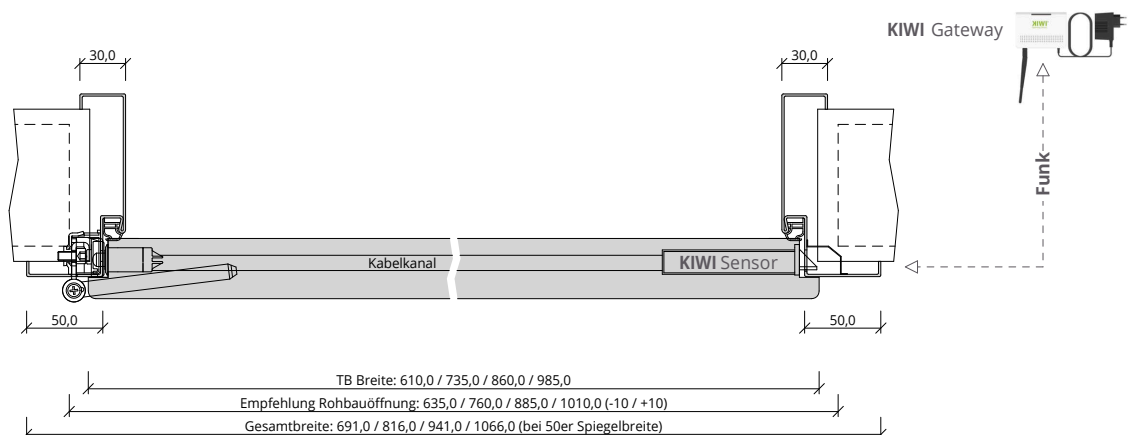 KIWI Gateway
KIWI
30,0
30,0
Funk
Kabelkanal
KIWI Sensor
50,0
50,0
TB Breite: 610,0 / 735,0 / 860,0 / 985,0
Empfehlung Rohbauöffnung: 635,0 / 760,0 / 885,0 / 1010,0 (-10 / +10)
Gesamtbreite: 691,0 / 816,0 / 941,0 / 1066,0 (bei 50er Spiegelbreite)